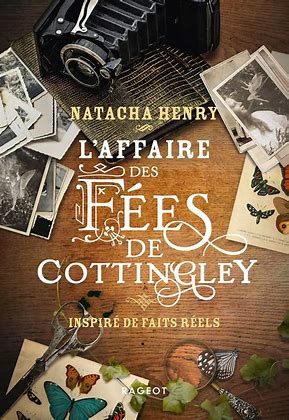 NATACHA HENRY
L'AFFAIRE
DES
FÉES
DE
COTTINGLEY
INSPIRÉ DE FAITS RÉELS
RAGEOT